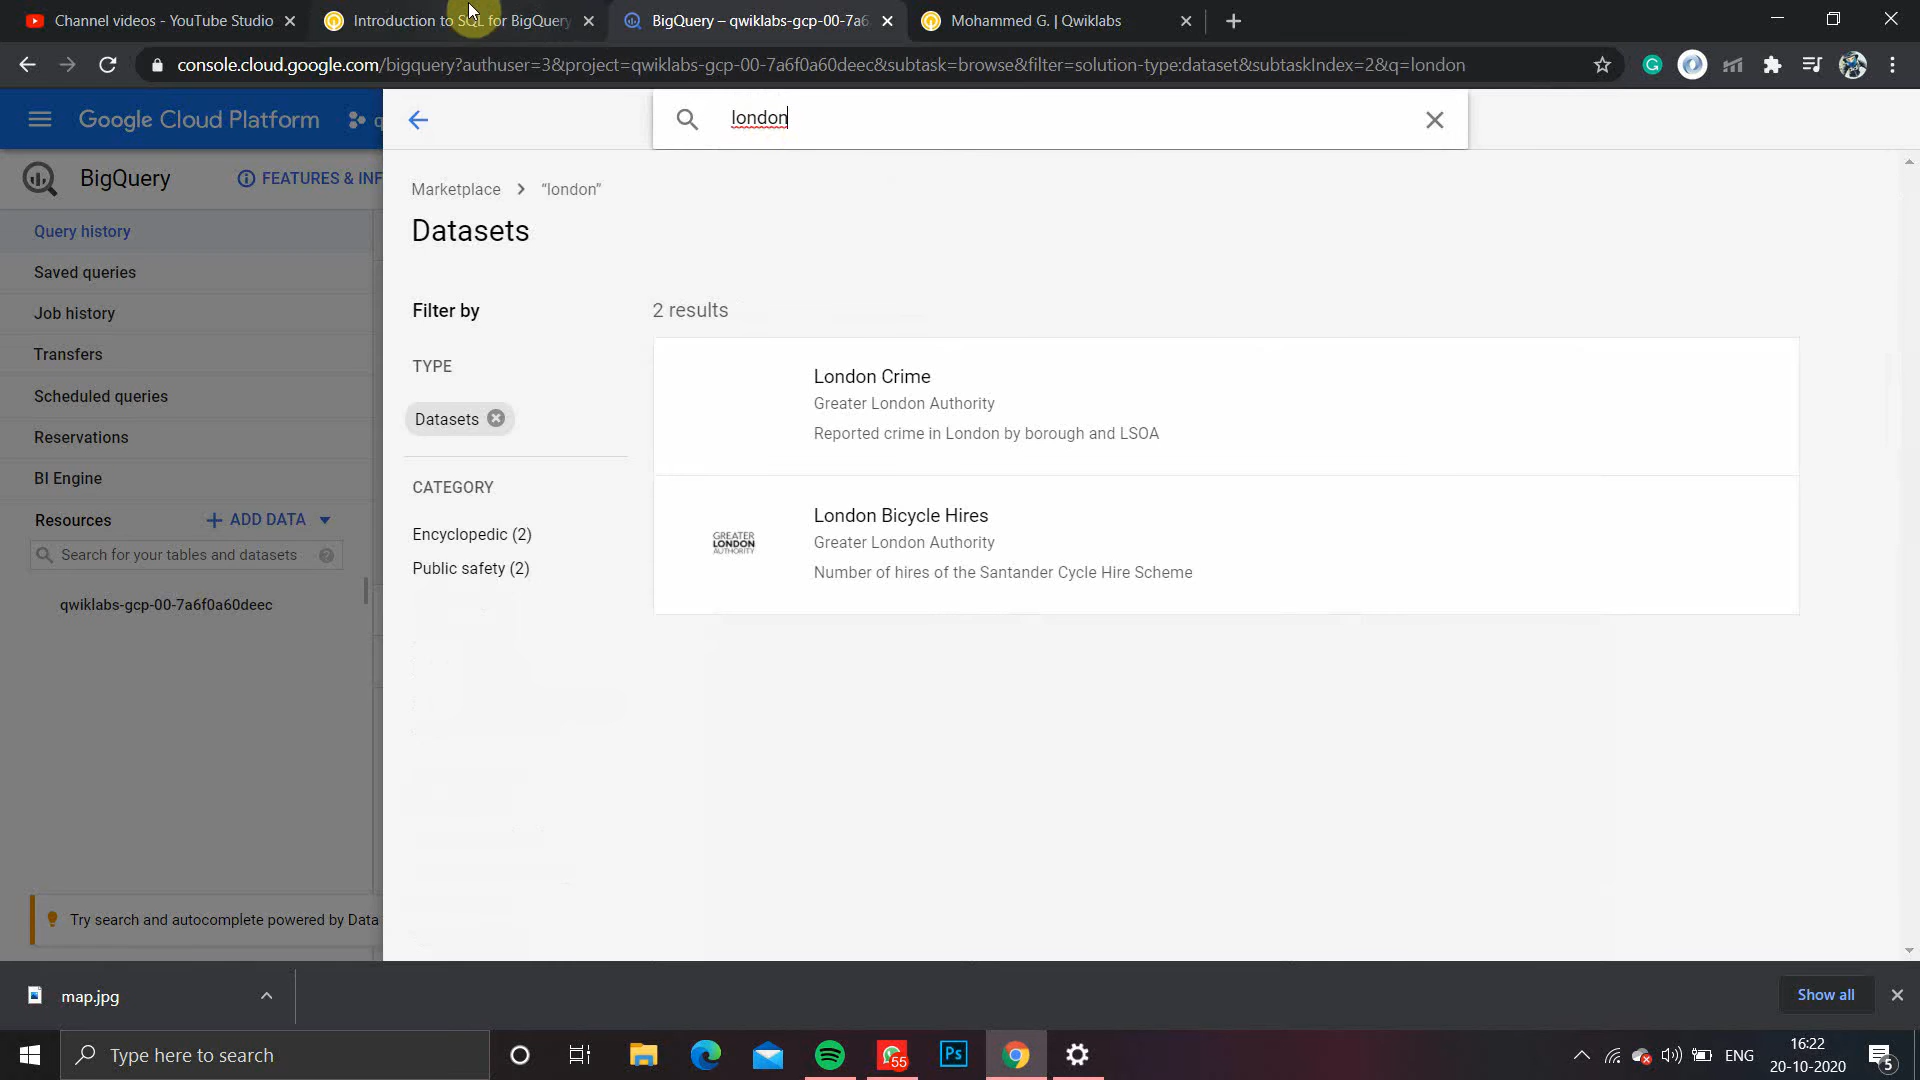 Channel videos - YouTube Studio
Introduction to SQL for BigQuery
BigQuery – qwiklabs-gcp-00-7a6
Mohammed G. | Qwiklabs
console.cloud.google.com/bigquery?authuser=3&project=qwiklabs-gcp-00-7a6f0a60deec&subtask=browse&filter=solution-type:dataset&subtaskIndex=2&q=london
Google Cloud Platform
q
london
BigQuery
FEATURES & INF
Query history
Saved queries
Job history
Transfers
Scheduled queries
Reservations
BI Engine
Resources
ADD DATA
Search for your tables and datasets
qwiklabs-gcp-00-7a6f0a60deec
Try search and autocomplete powered by Data
Marketplace > “london”
Datasets
Filter by
TYPE
Datasets
CATEGORY
Encyclopedic (2)
Public safety (2)
2 results
London Crime
Greater London Authority
Reported crime in London by borough and LSOA
GREATER
LONDON
AUTHORITY
London Bicycle Hires
Greater London Authority
Number of hires of the Santander Cycle Hire Scheme
map.jpg
Show all
Type here to search
55
Ps
ENG
16:22
20-10-2020
5